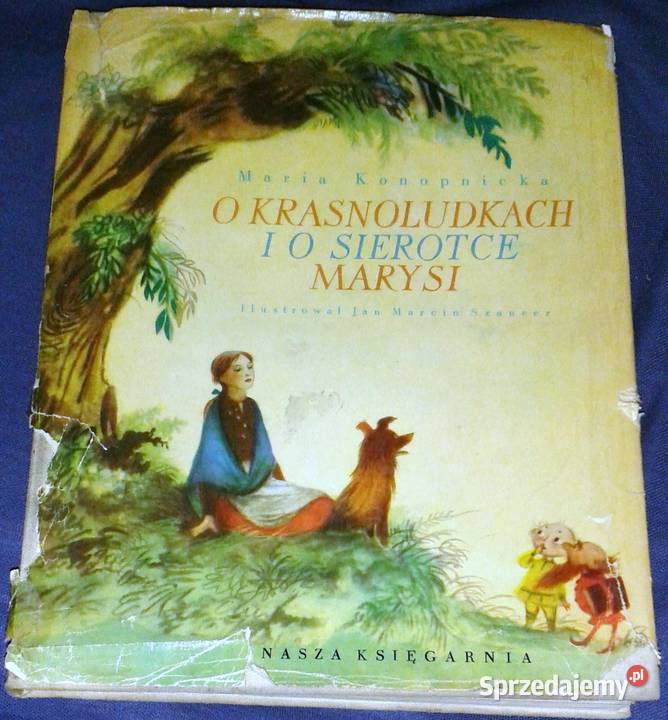 Maria Konopnicka
O KRASNOLUDKACH
I O SIEROTCE
MARYSI
Ilustrował Jan Marcin Szancer
NASZA KSIĘGARNIA
Sprzedajemy.pl